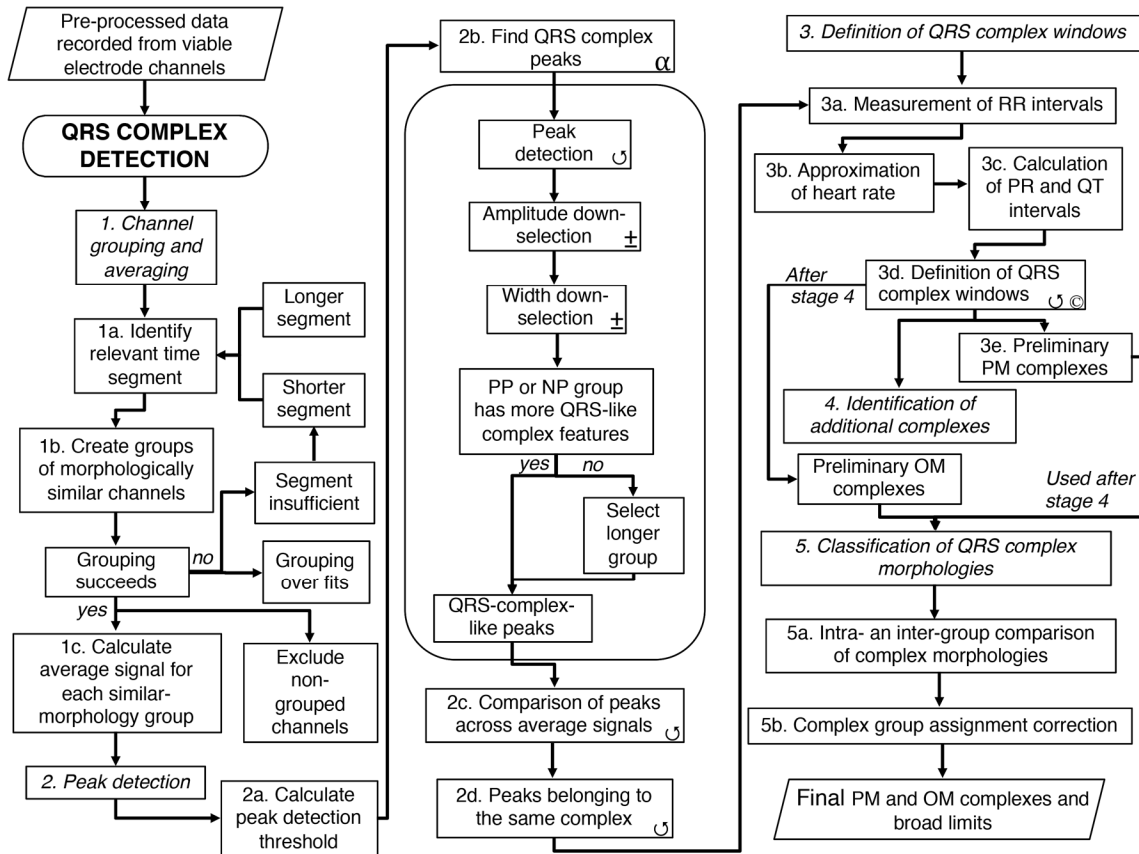 Pre-processed data
recorded from viable
electrode channels
QRS COMPLEX
DETECTION
1. Channel
grouping and
averaging
1a. Identify
relevant time
segment
Longer
segment
Shorter
segment
1b. Create groups
of morphologically
similar channels
Segment
insufficient
Grouping
succeeds
no
Grouping
over fits
yes
1c. Calculate
average signal for
each similar-
morphology group
Exclude
non-
grouped
channels
2. Peak detection
2a. Calculate
peak detection
threshold
2b. Find QRS complex
peaks
α
Peak
detection
↺
Amplitude down-
selection
±
Width down-
selection
±
PP or NP group
has more QRS-like
complex features
yes
no
Select
longer
group
QRS-complex-
like peaks
2c. Comparison of peaks
across average signals
↺
2d. Peaks belonging to
the same complex
↺
3. Definition of QRS complex windows
3a. Measurement of RR intervals
3b. Approximation
of heart rate
3c. Calculation
of PR and QT
intervals
After
stage 4
3d. Definition of QRS
complex windows
↺ ©
3e. Preliminary
PM complexes
4. Identification of
additional complexes
Preliminary OM
complexes
Used after
stage 4
5. Classification of QRS complex
morphologies
5a. Intra- an inter-group comparison
of complex morphologies
5b. Complex group assignment correction
Final PM and OM complexes and
broad limits